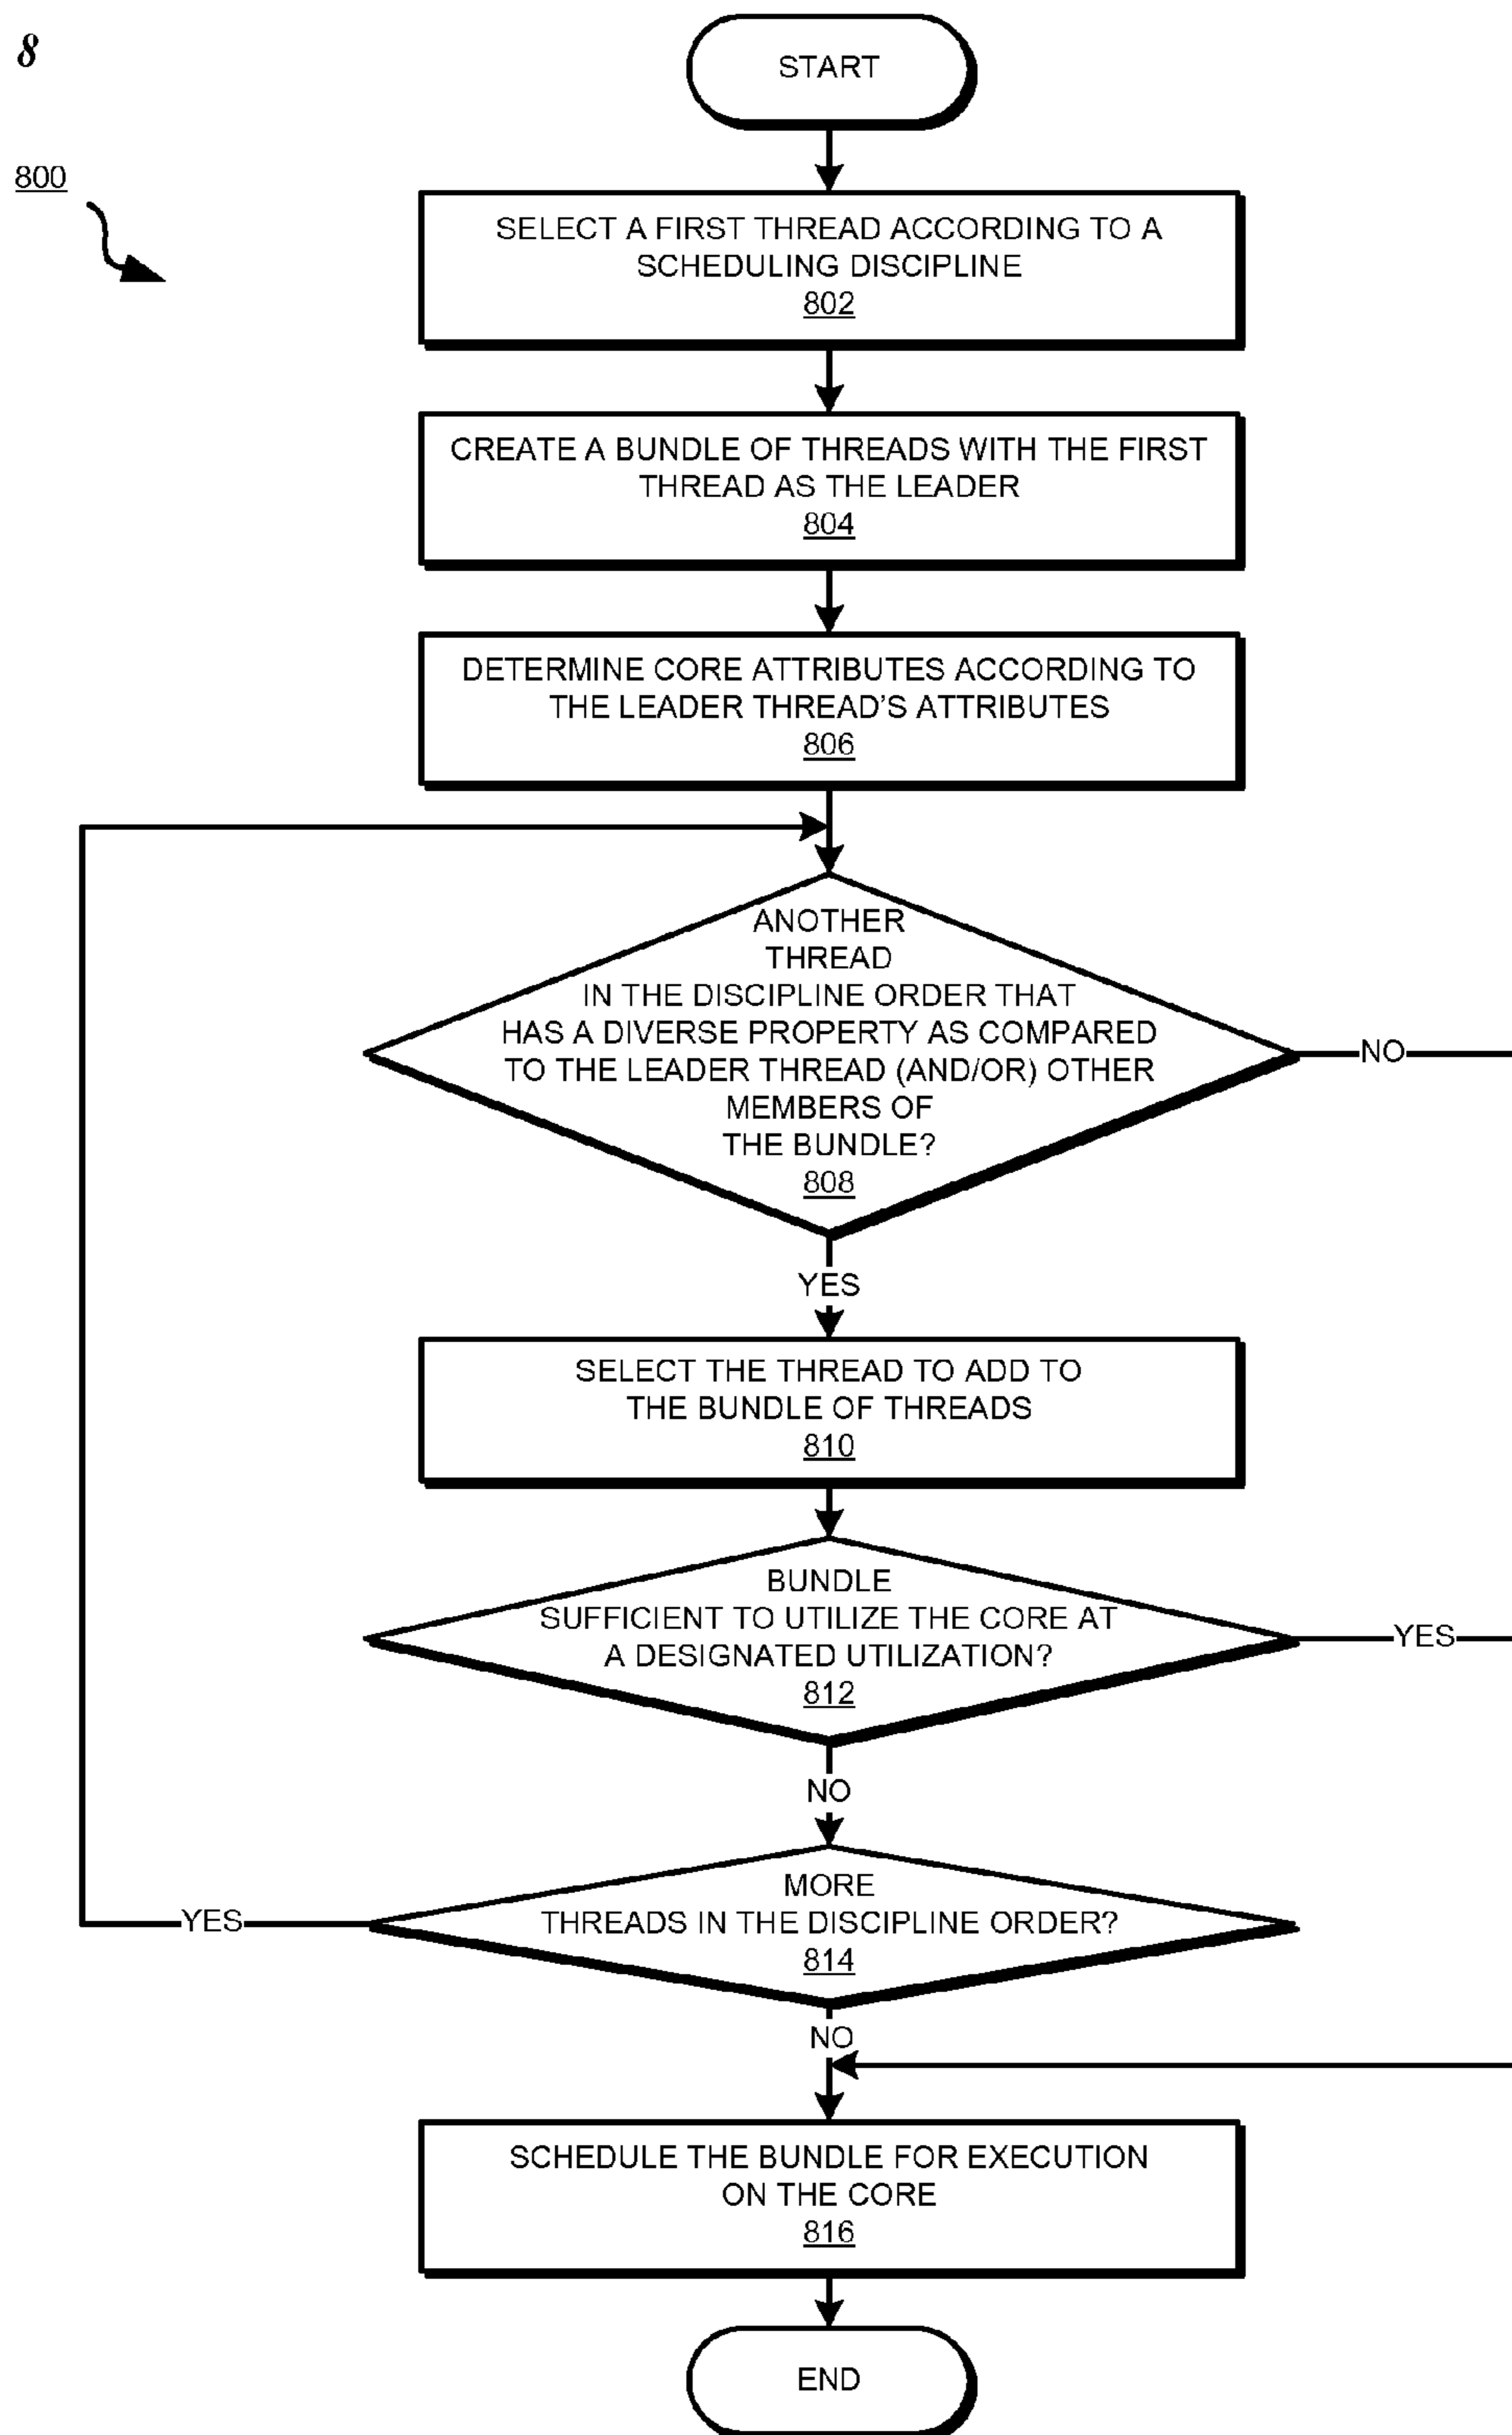 8
START
800
SELECT A FIRST THREAD ACCORDING TO A
SCHEDULING DISCIPLINE
802
CREATE A BUNDLE OF THREADS WITH THE FIRST
THREAD AS THE LEADER
804
DETERMINE CORE ATTRIBUTES ACCORDING TO
THE LEADER THREAD'S ATTRIBUTES
806
ANOTHER
THREAD
IN THE DISCIPLINE ORDER THAT
HAS A DIVERSE PROPERTY AS COMPARED
TO THE LEADER THREAD (AND/OR) OTHER
MEMBERS OF
THE BUNDLE?
808
NO
YES
SELECT THE THREAD TO ADD TO
THE BUNDLE OF THREADS
810
BUNDLE
SUFFICIENT TO UTILIZE THE CORE AT
A DESIGNATED UTILIZATION?
812
YES
NO
MORE
THREADS IN THE DISCIPLINE ORDER?
814
YES
NO
SCHEDULE THE BUNDLE FOR EXECUTION
ON THE CORE
816
END